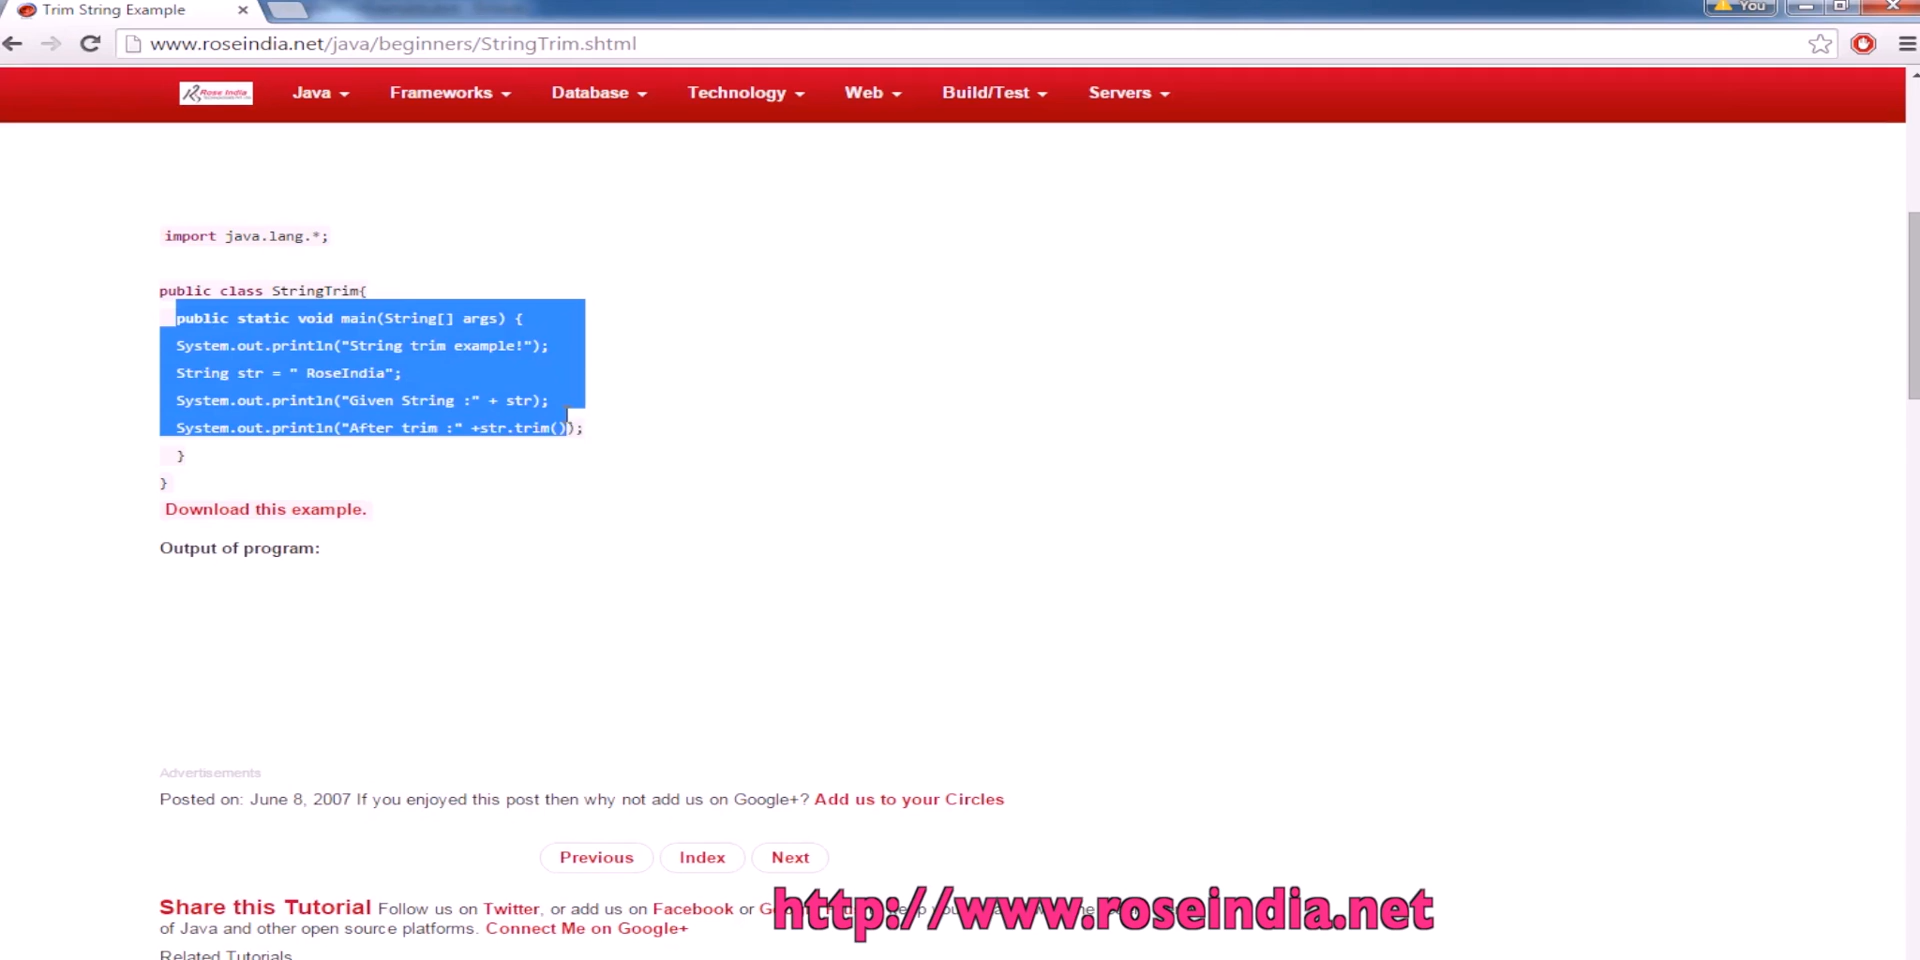 Trim String Example
You
www.roseindia.net/java/beginners/StringTrim.shtml
Rose India
Java Frameworks Database Technology Web Build/Test Servers
import java.lang.*;
public class StringTrim{
public static void main(String[] args) {
System.out.println("String trim example!");
String str = " RoseIndia";
System.out.println("Given String :" + str);
System.out.println("After trim :" +str.trim());
}
}
Download this example.
Output of program:
Advertisements
Posted on: June 8, 2007 If you enjoyed this post then why not add us on Google+? Add us to your Circles
Previous Index Next
Share this Tutorial Follow us on Twitter, or add us on Facebook or
http://www.roseindia.net
of Java and other open source platforms. Connect Me on Google+
Related Tutorials